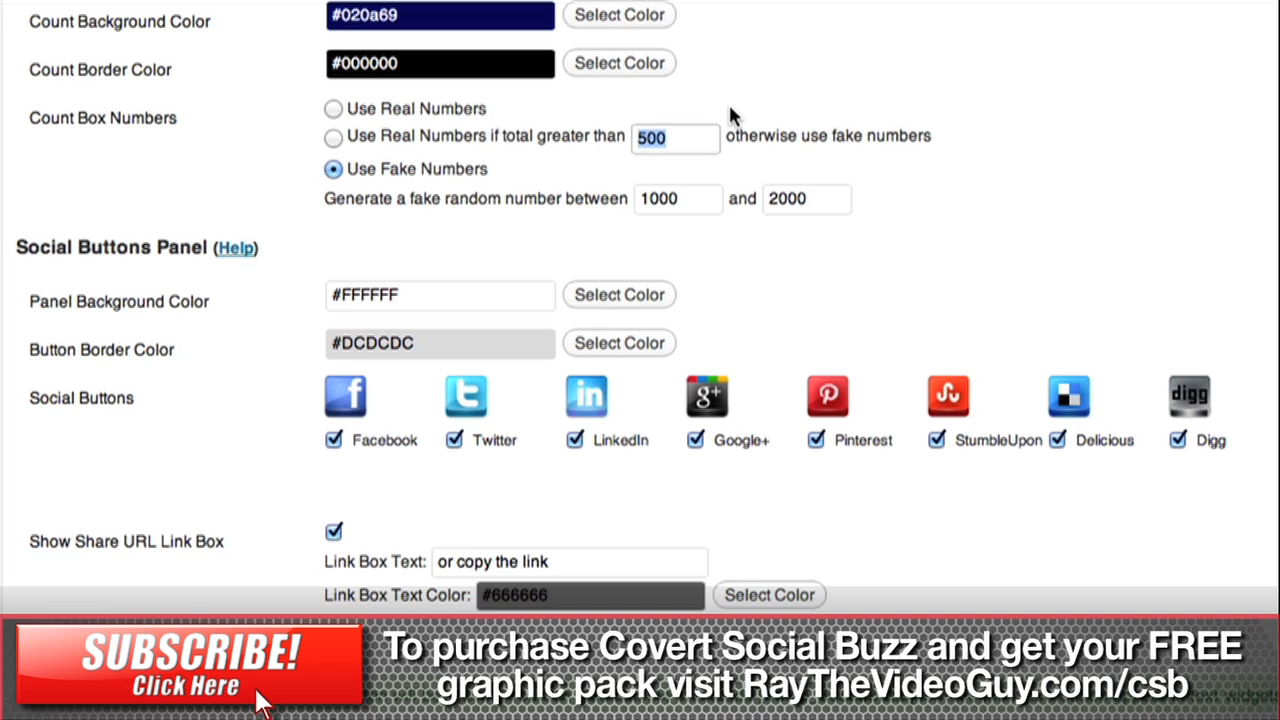 Count Background Color #020a69 Select Color
Count Border Color #000000 Select Color
Count Box Numbers Use Real Numbers
Use Real Numbers if total greater than 500 otherwise use fake numbers
Use Fake Numbers
Generate a fake random number between 1000 and 2000
Social Buttons Panel (Help)
Panel Background Color #FFFFFF Select Color
Button Border Color #DCDCDC Select Color
Social Buttons f t in g+ P digg
Facebook Twitter LinkedIn Google+ Pinterest StumbleUpon Delicious Digg
Show Share URL Link Box
Link Box Text: or copy the link
Link Box Text Color: #666666 Select Color
SUBSCRIBE!
Click Here
To purchase Covert Social Buzz and get your FREE
graphic pack visit RayTheVideoGuy.com/csb